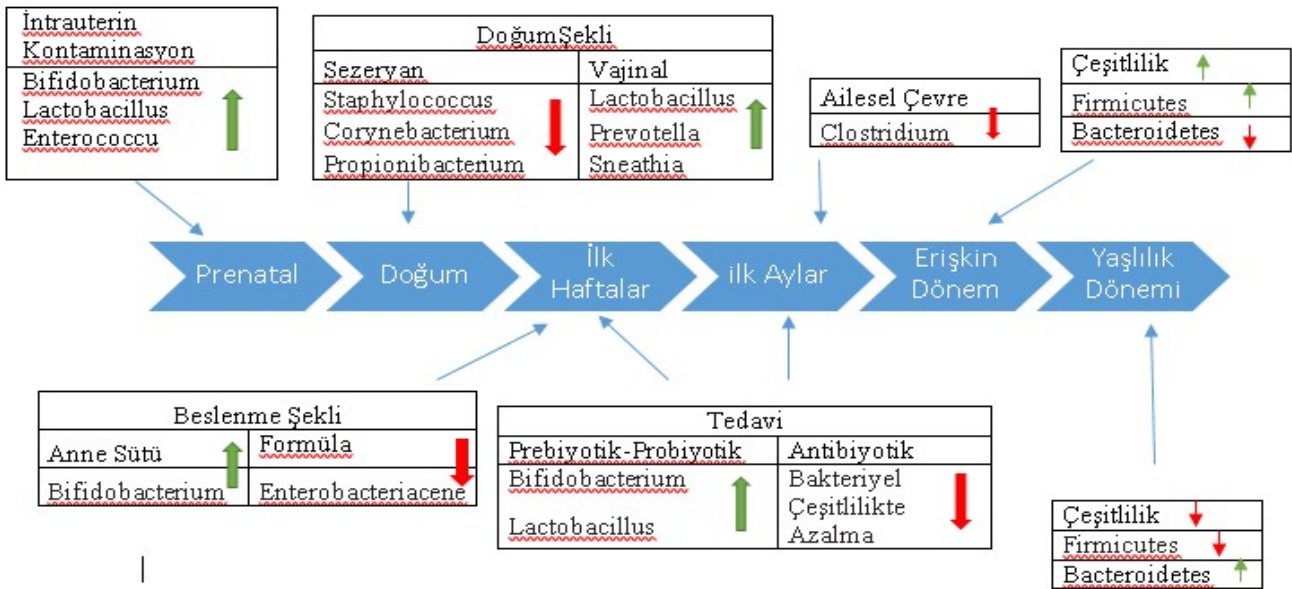 İntrauterin
Kontaminasyon
Bifidobacterium
Lactobacillus
Enterococcu
DoğumŞekli
Sezeryan
Staphylococcus
Corynebacterium
Propionibacterium
Vajinal
Lactobacillus
Prevotella
Sneathia
Ailesel Çevre
Clostridium
Çeşitlilik
Firmicutes
Bacteroidetes
Prenatal
Doğum
İlk
Haftalar
ilk Aylar
Erişkin
Dönem
Yaşlılık
Dönemi
Beslenme Şekli
Anne Sütü
Bifidobacterium
Formüla
Enterobacteriacene
Tedavi
Prebiyotik-Probiyotik
Bifidobacterium
Lactobacillus
Antibiyotik
Bakteriyel
Çeşitlilikte
Azalma
Çeşitlilik
Firmicutes
Bacteroidetes